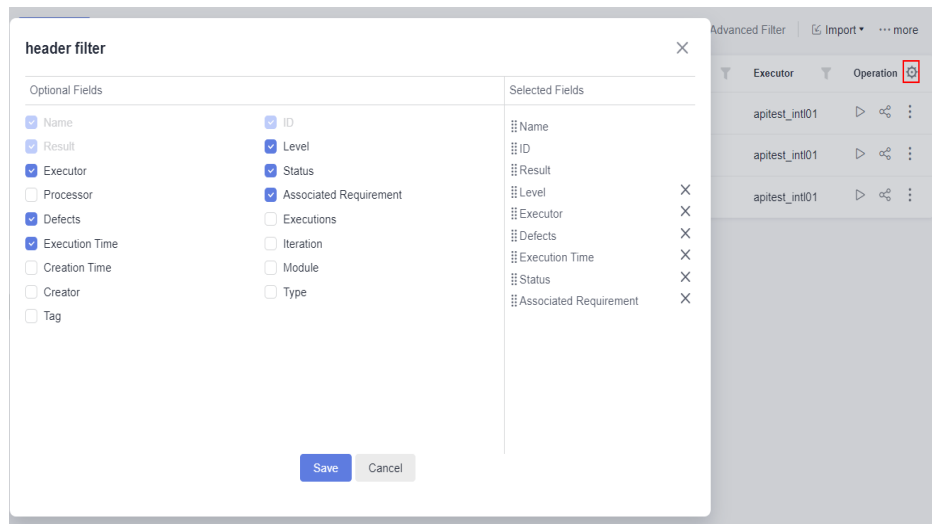 header filter
Optional Fields
Selected Fields
Name
ID
Result
Level
Executor
Status
Processor
Associated Requirement
Defects
Executions
Execution Time
Iteration
Creation Time
Module
Creator
Type
Tag
Name
ID
Result
Level
Executor
Defects
Execution Time
Status
Associated Requirement
Save
Cancel
Advanced Filter
Import
more
Executor
Operation
apitest_intl01
apitest_intl01
apitest_intl01